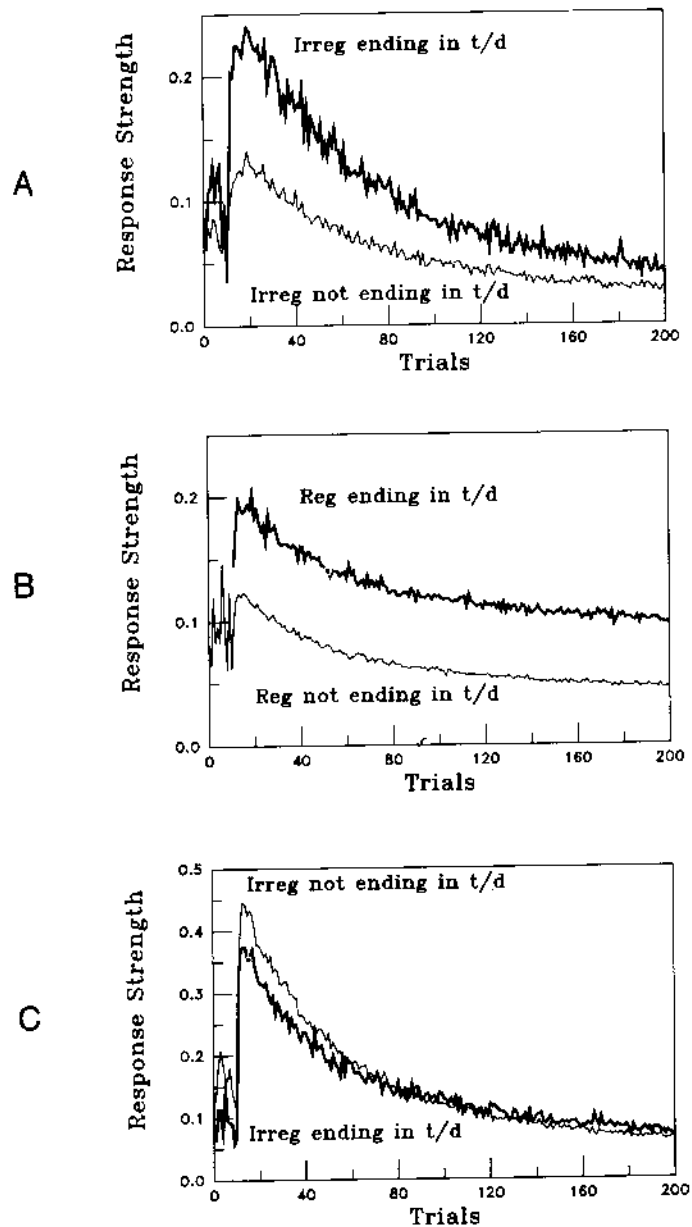 A
Response Strength
0.2
0.1
0.0
Irreg ending in t/d
Irreg not ending in t/d
0 40 80 120 160 200
Trials
B
Response Strength
0.2
0.1
0.0
Reg ending in t/d
Reg not ending in t/d
0 40 80 120 160 200
Trials
C
Response Strength
0.5
0.4
0.3
0.2
0.1
0.0
Irreg not ending in t/d
Irreg ending in t/d
0 40 80 120 160 200
Trials